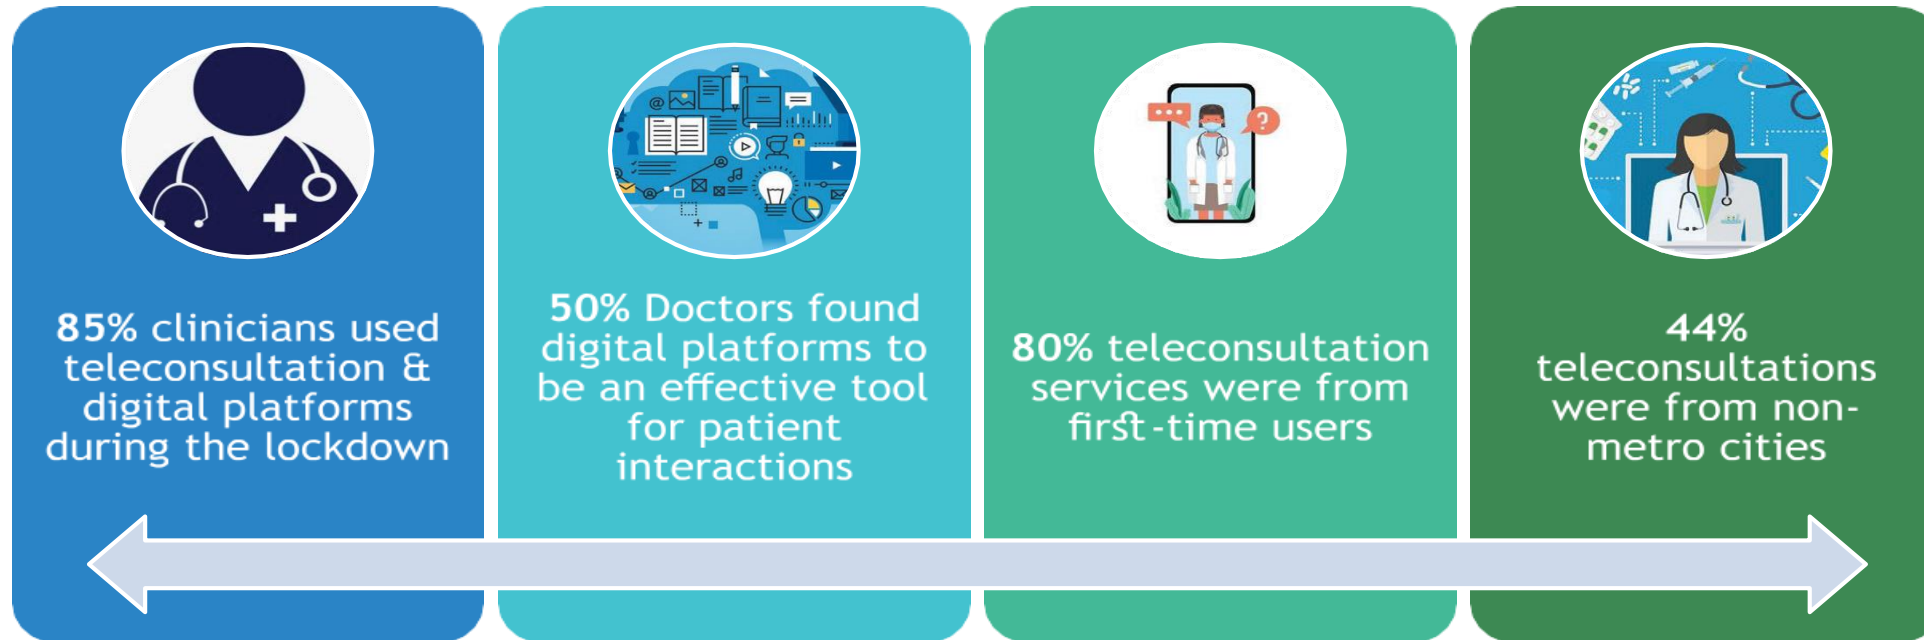 85% clinicians used
teleconsultation &
digital platforms
during the lockdown
50% Doctors found
digital platforms to
be an effective tool
for patient
interactions
80% teleconsultation
services were from
first-time users
44%
teleconsultations
were from non-
metro cities